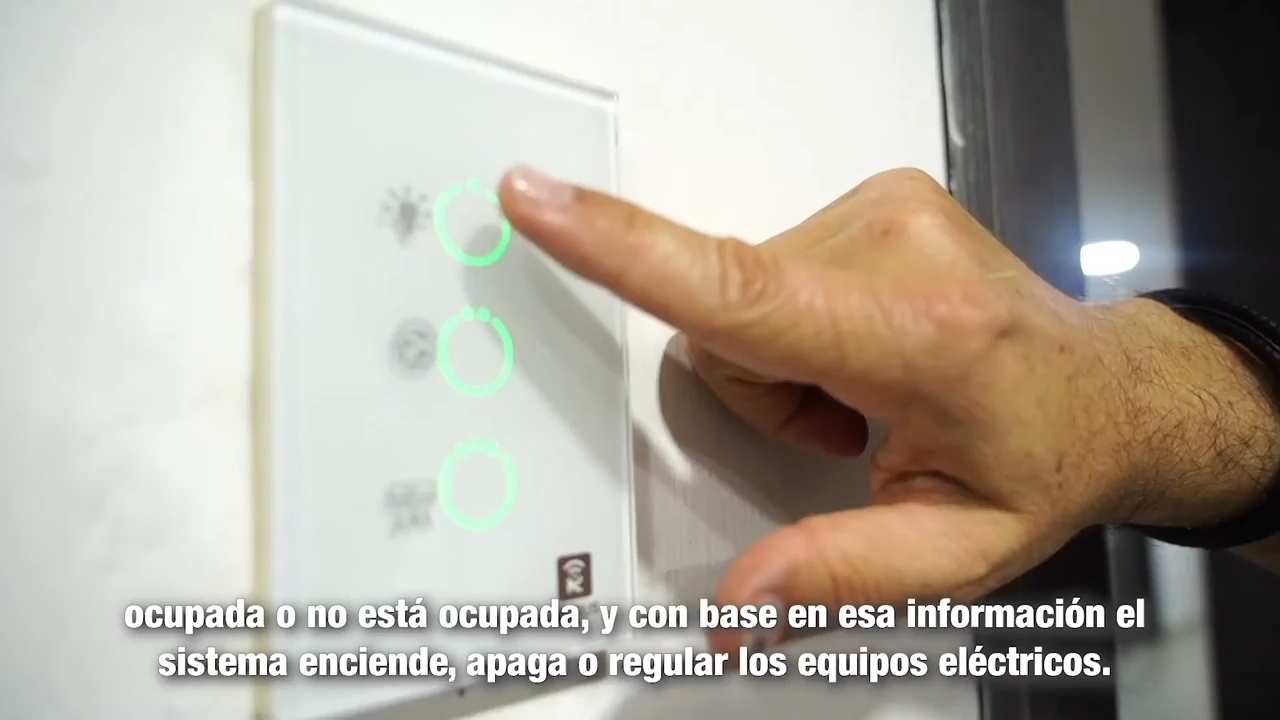 ocupada o no está ocupada, y con base en esa información el
sistema enciende, apaga o regular los equipos eléctricos.